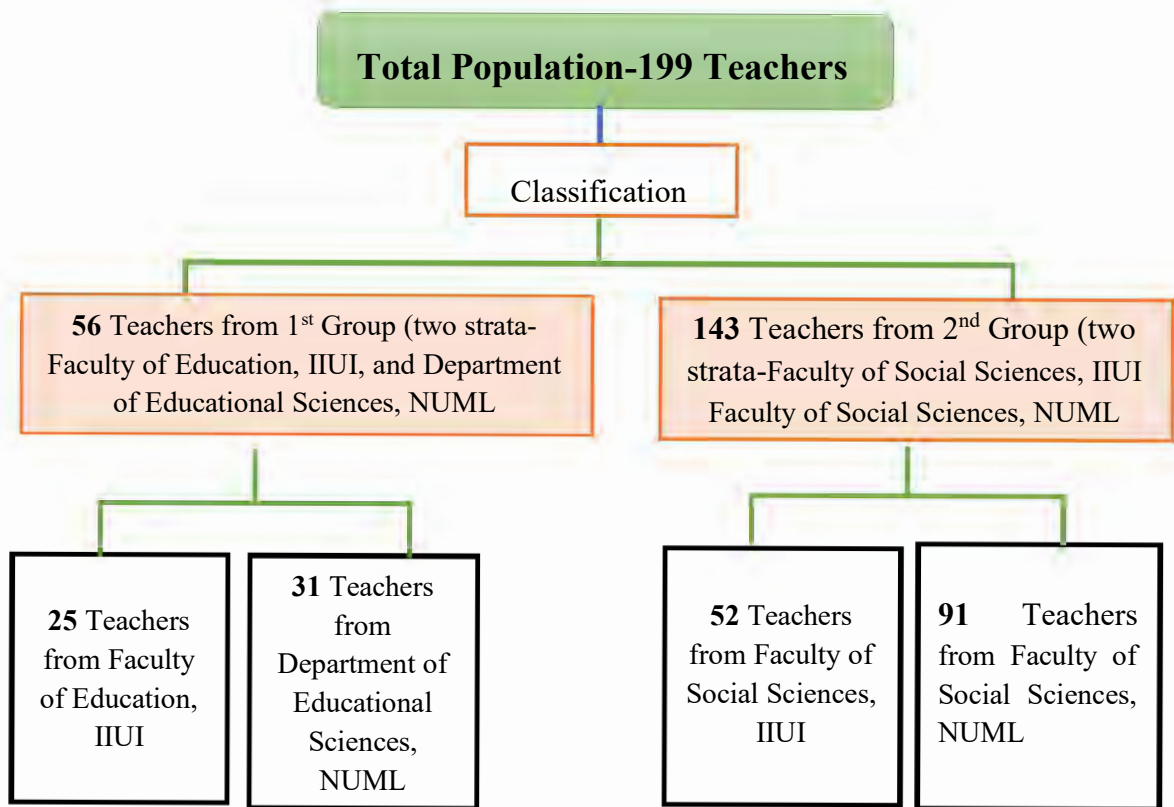 Total Population-199 Teachers
Classification
56 Teachers from 1st Group (two strata-
Faculty of Education, IIUI, and Department
of Educational Sciences, NUML
143 Teachers from 2nd Group (two
strata-Faculty of Social Sciences, IIUI
Faculty of Social Sciences, NUML
25 Teachers
from Faculty
of Education,
IIUI
31 Teachers
from
Department of
Educational
Sciences,
NUML
52 Teachers
from Faculty of
Social Sciences,
IIUI
91 Teachers
from Faculty of
Social Sciences,
NUML